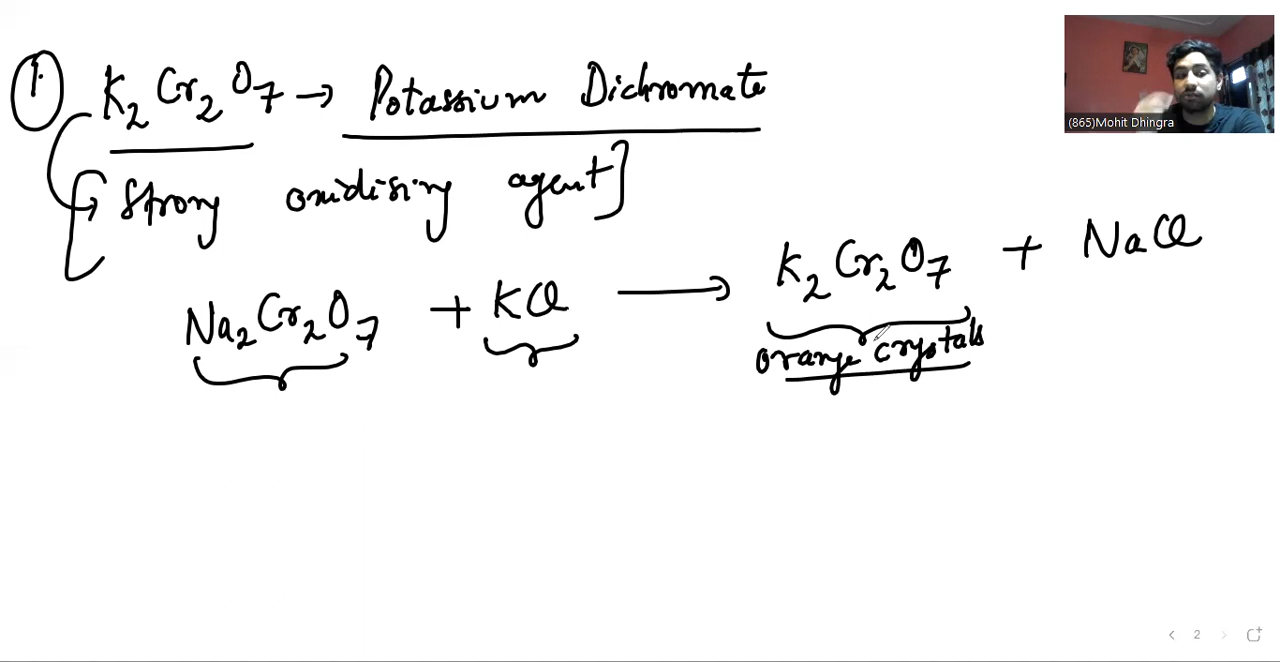 1. K₂Cr₂O₇ → Potassium Dichromate
(865)Mohit Dhingra
Strong oxidising agent]
Na₂Cr₂O₇ + KCl ⟶ K₂Cr₂O₇ + NaCl
orange crystals
2